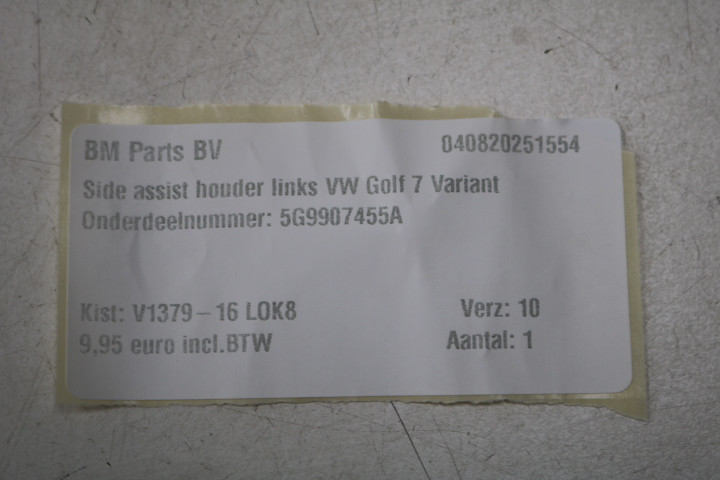 BM Parts BV 040820251554
Side assist houder links VW Golf 7 Variant
Onderdeelnummer: 5G9907455A
Kist: V1379-16 LOK8 Verz: 10
9,95 euro incl.BTW Aantal: 1